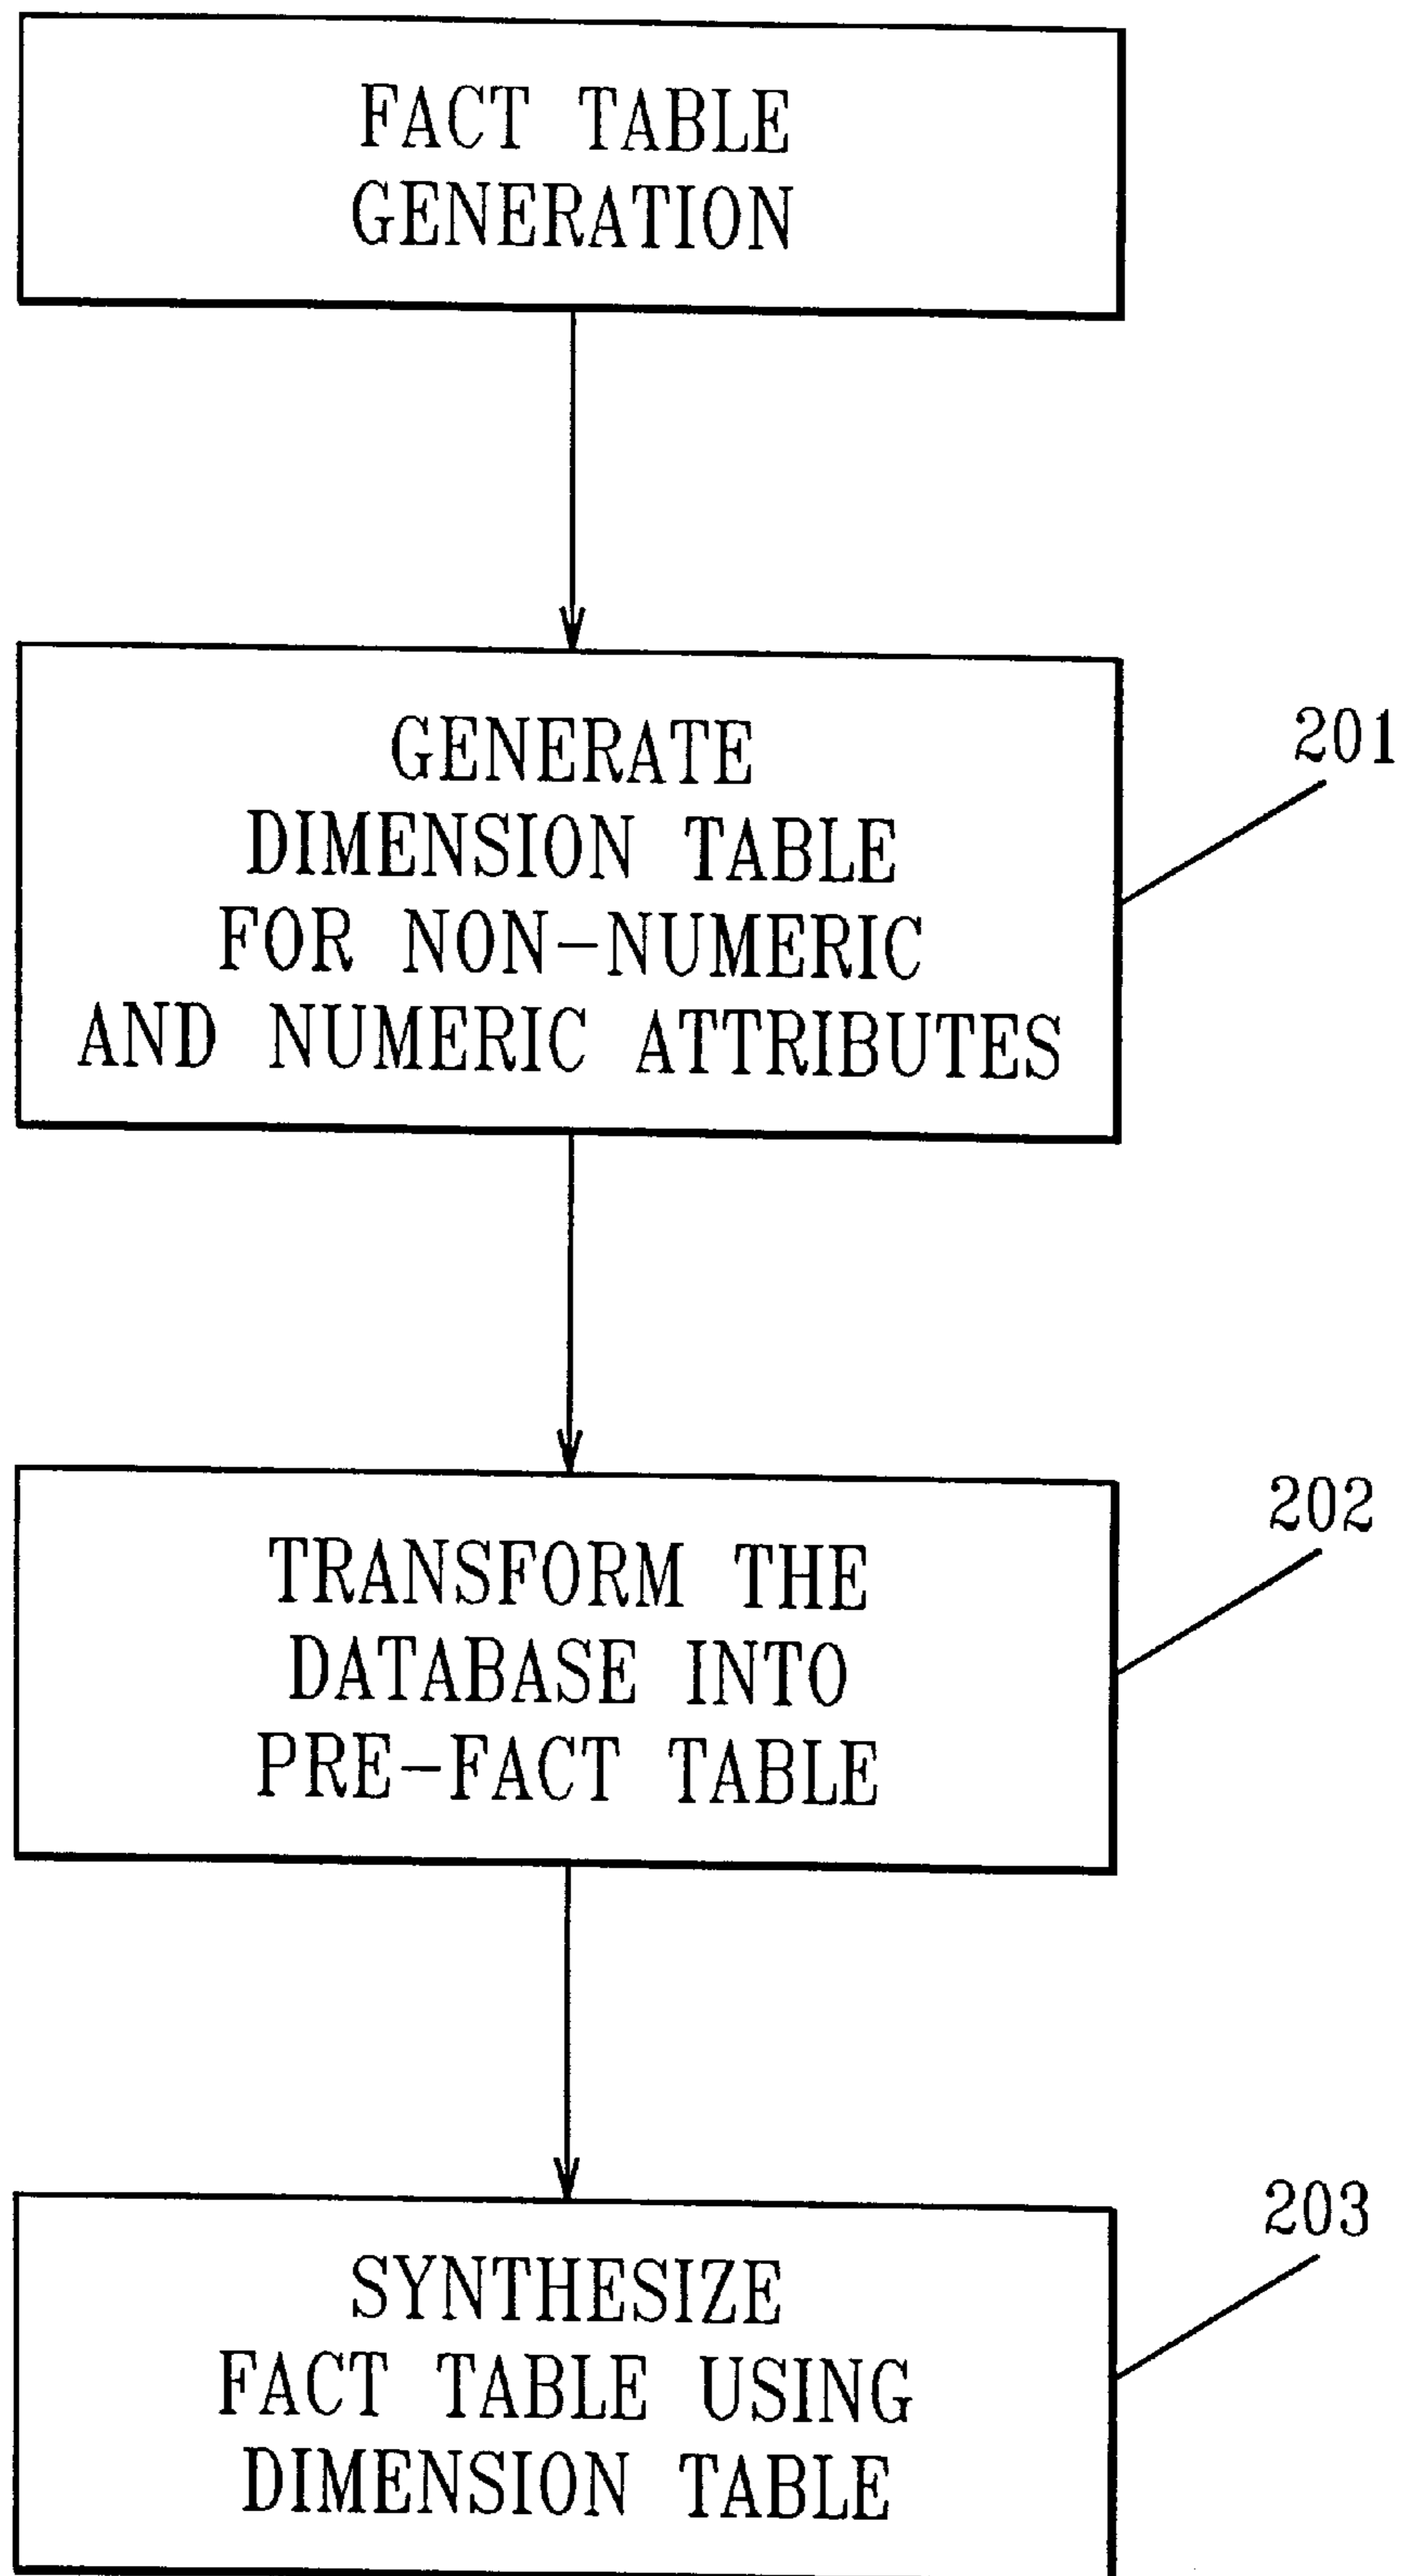 FACT TABLE
GENERATION
GENERATE
DIMENSION TABLE
FOR NON-NUMERIC
AND NUMERIC ATTRIBUTES
201
TRANSFORM THE
DATABASE INTO
PRE-FACT TABLE
202
SYNTHESIZE
FACT TABLE USING
DIMENSION TABLE
203